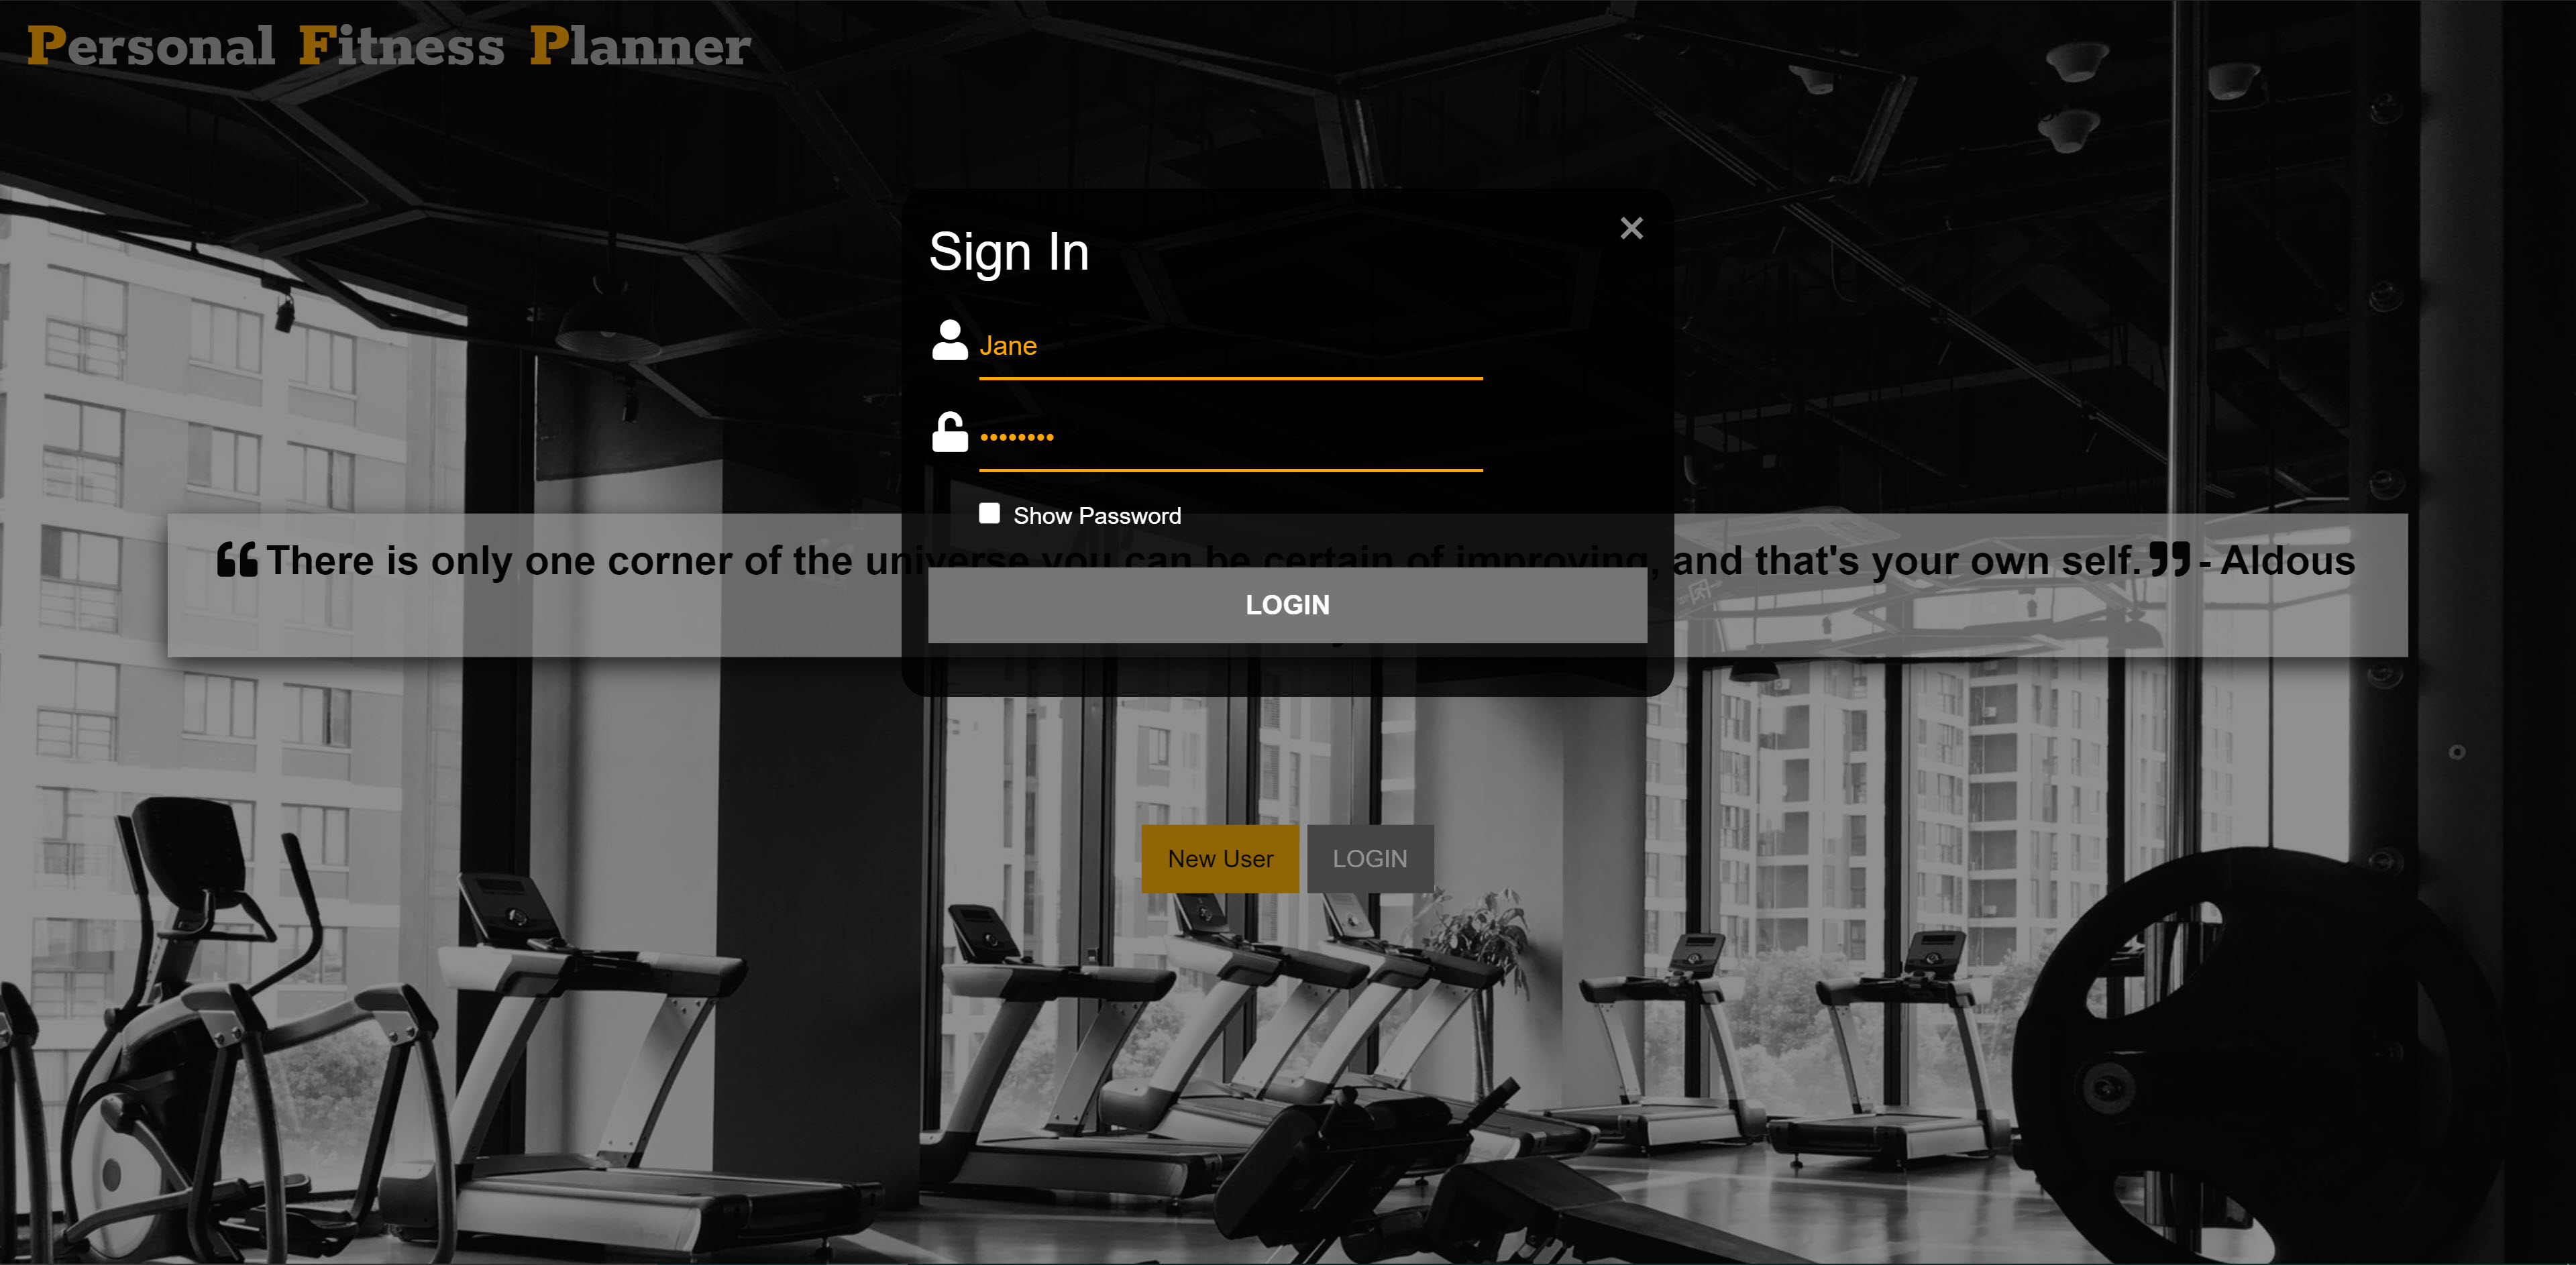 Personal Fitness Planner
Sign In
Jane
••••••••
Show Password
❝ There is only one corner of the universe you can be certain of improving, and that's your own self. ❞ - Aldous
LOGIN
New User
LOGIN